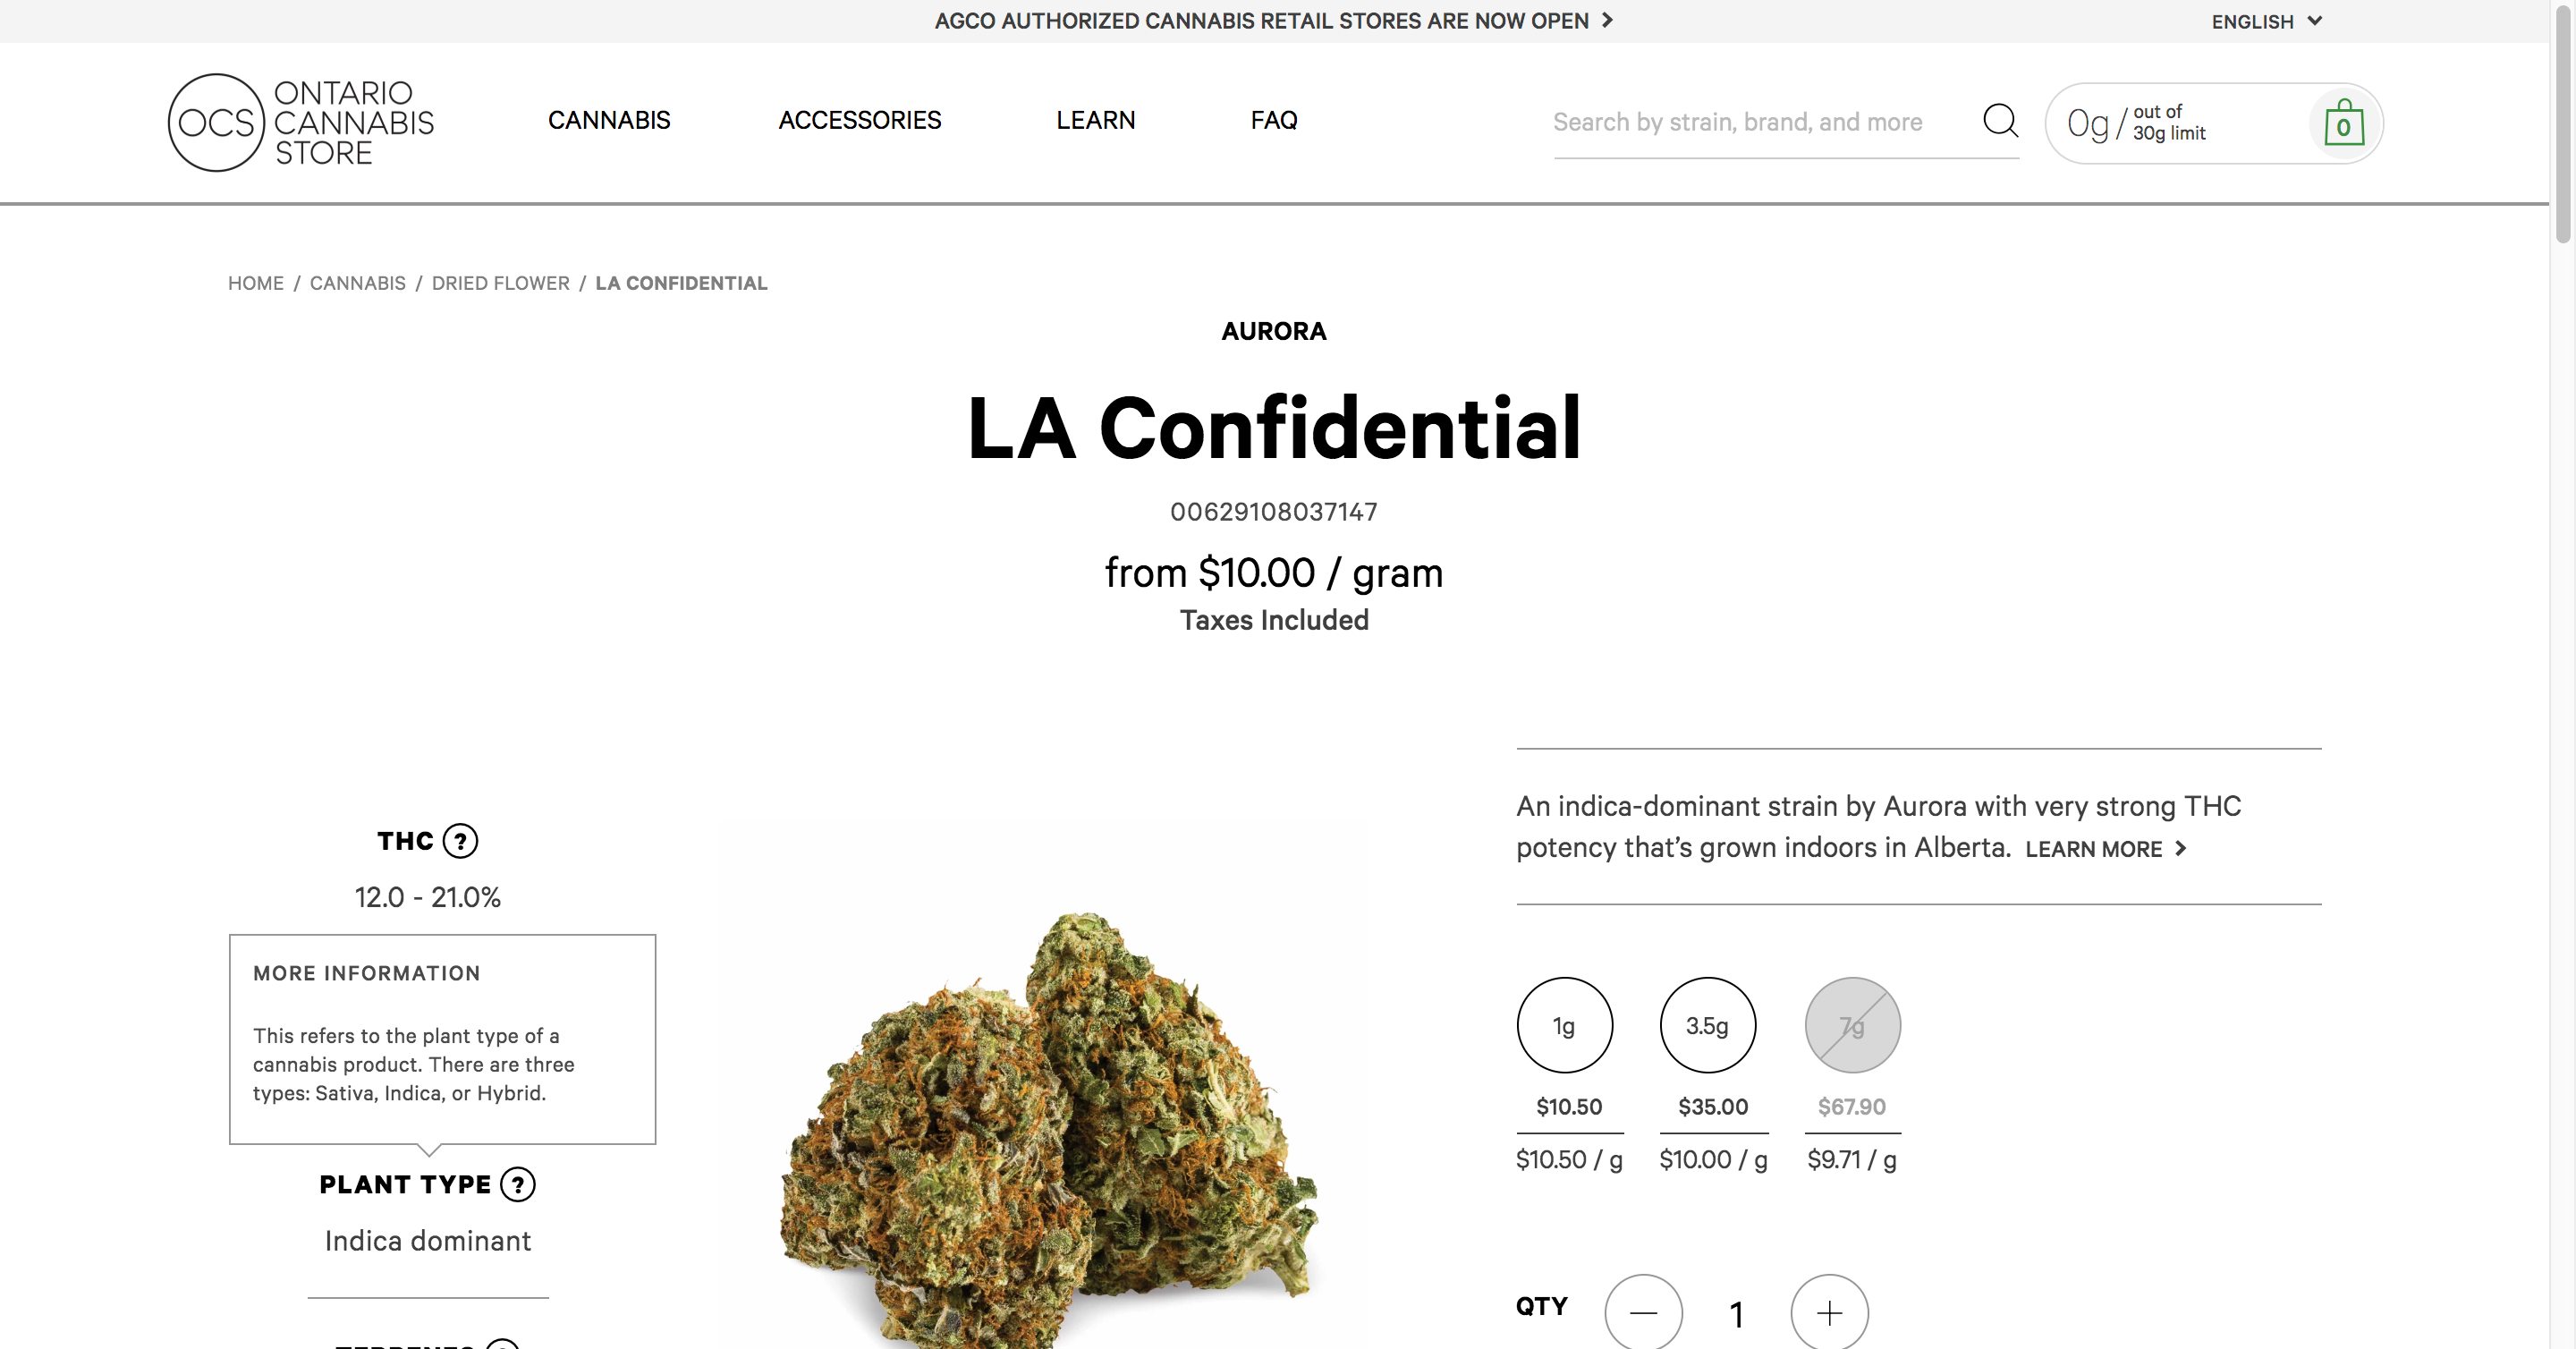 AGCO AUTHORIZED CANNABIS RETAIL STORES ARE NOW OPEN
ENGLISH
OCS
ONTARIO
CANNABIS
STORE
CANNABIS
ACCESSORIES
LEARN
FAQ
Search by strain, brand, and more
0g / out of
30g limit
0
HOME / CANNABIS / DRIED FLOWER / LA CONFIDENTIAL
AURORA
LA Confidential
00629108037147
from $10.00 / gram
Taxes Included
THC ?
12.0 - 21.0%
MORE INFORMATION
This refers to the plant type of a
cannabis product. There are three
types: Sativa, Indica, or Hybrid.
PLANT TYPE ?
Indica dominant
TERPENES
An indica-dominant strain by Aurora with very strong THC
potency that’s grown indoors in Alberta. LEARN MORE
1g 3.5g 7g
$10.50 $35.00 $67.90
$10.50 / g $10.00 / g $9.71 / g
QTY 1